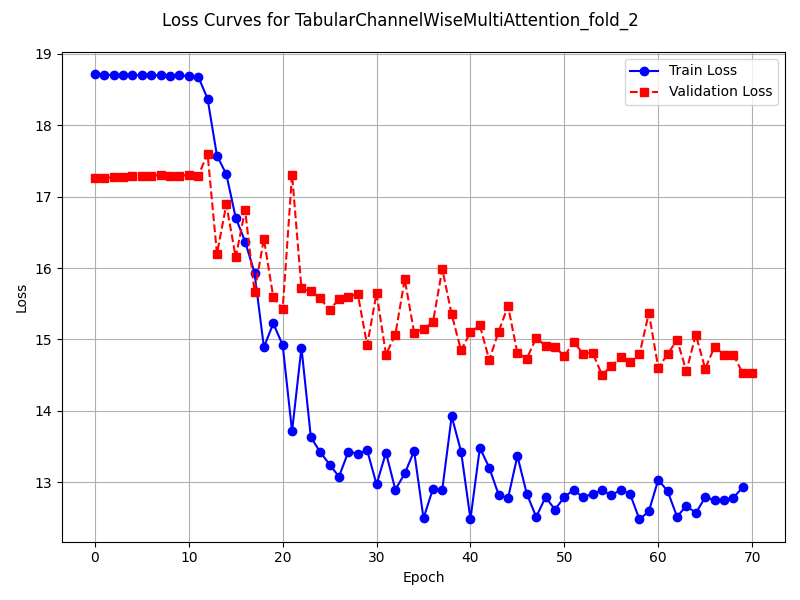 Loss Curves for TabularChannelWiseMultiAttention_fold_2
Train Loss
Validation Loss
Loss
19
18
17
16
15
14
13
0 10 20 30 40 50 60 70
Epoch